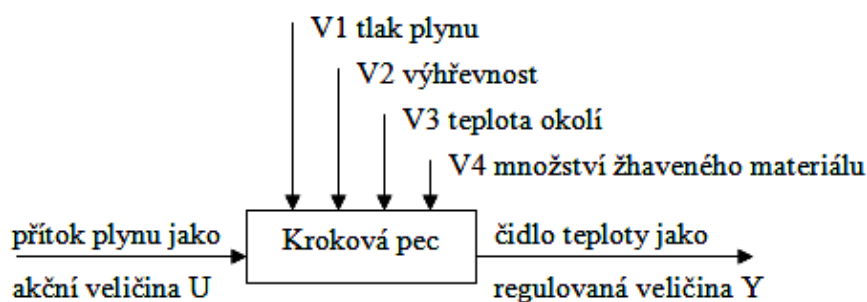 V1 tlak plynu
V2 výhřevnost
V3 teplota okolí
V4 množství žhaveného materiálu
přítok plynu jako
akční veličina U
Kroková pec
čidlo teploty jako
regulovaná veličina Y